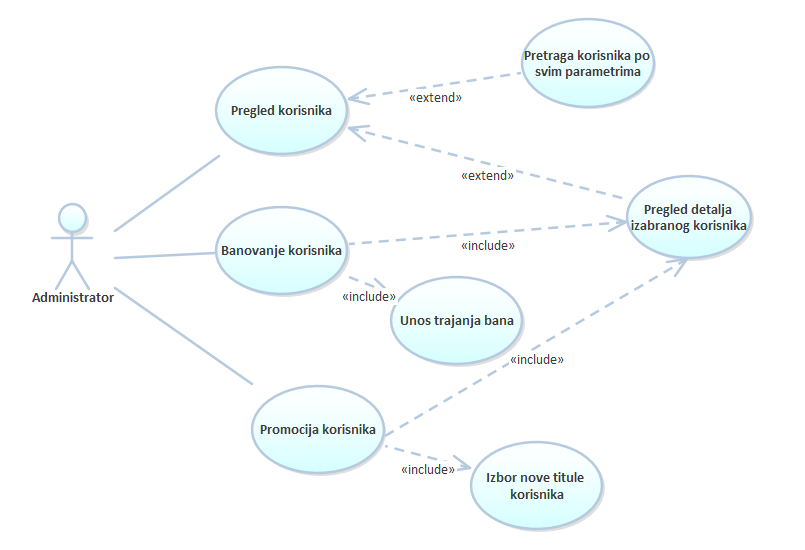 Pretraga korisnika po
svim parametrima
«extend»
Pregled korisnika
«extend»
Pregled detalja
izabranog korisnika
Banovanje korisnika
«include»
Administrator
«include»
Unos trajanja bana
«include»
Promocija korisnika
«include»
Izbor nove titule
korisnika